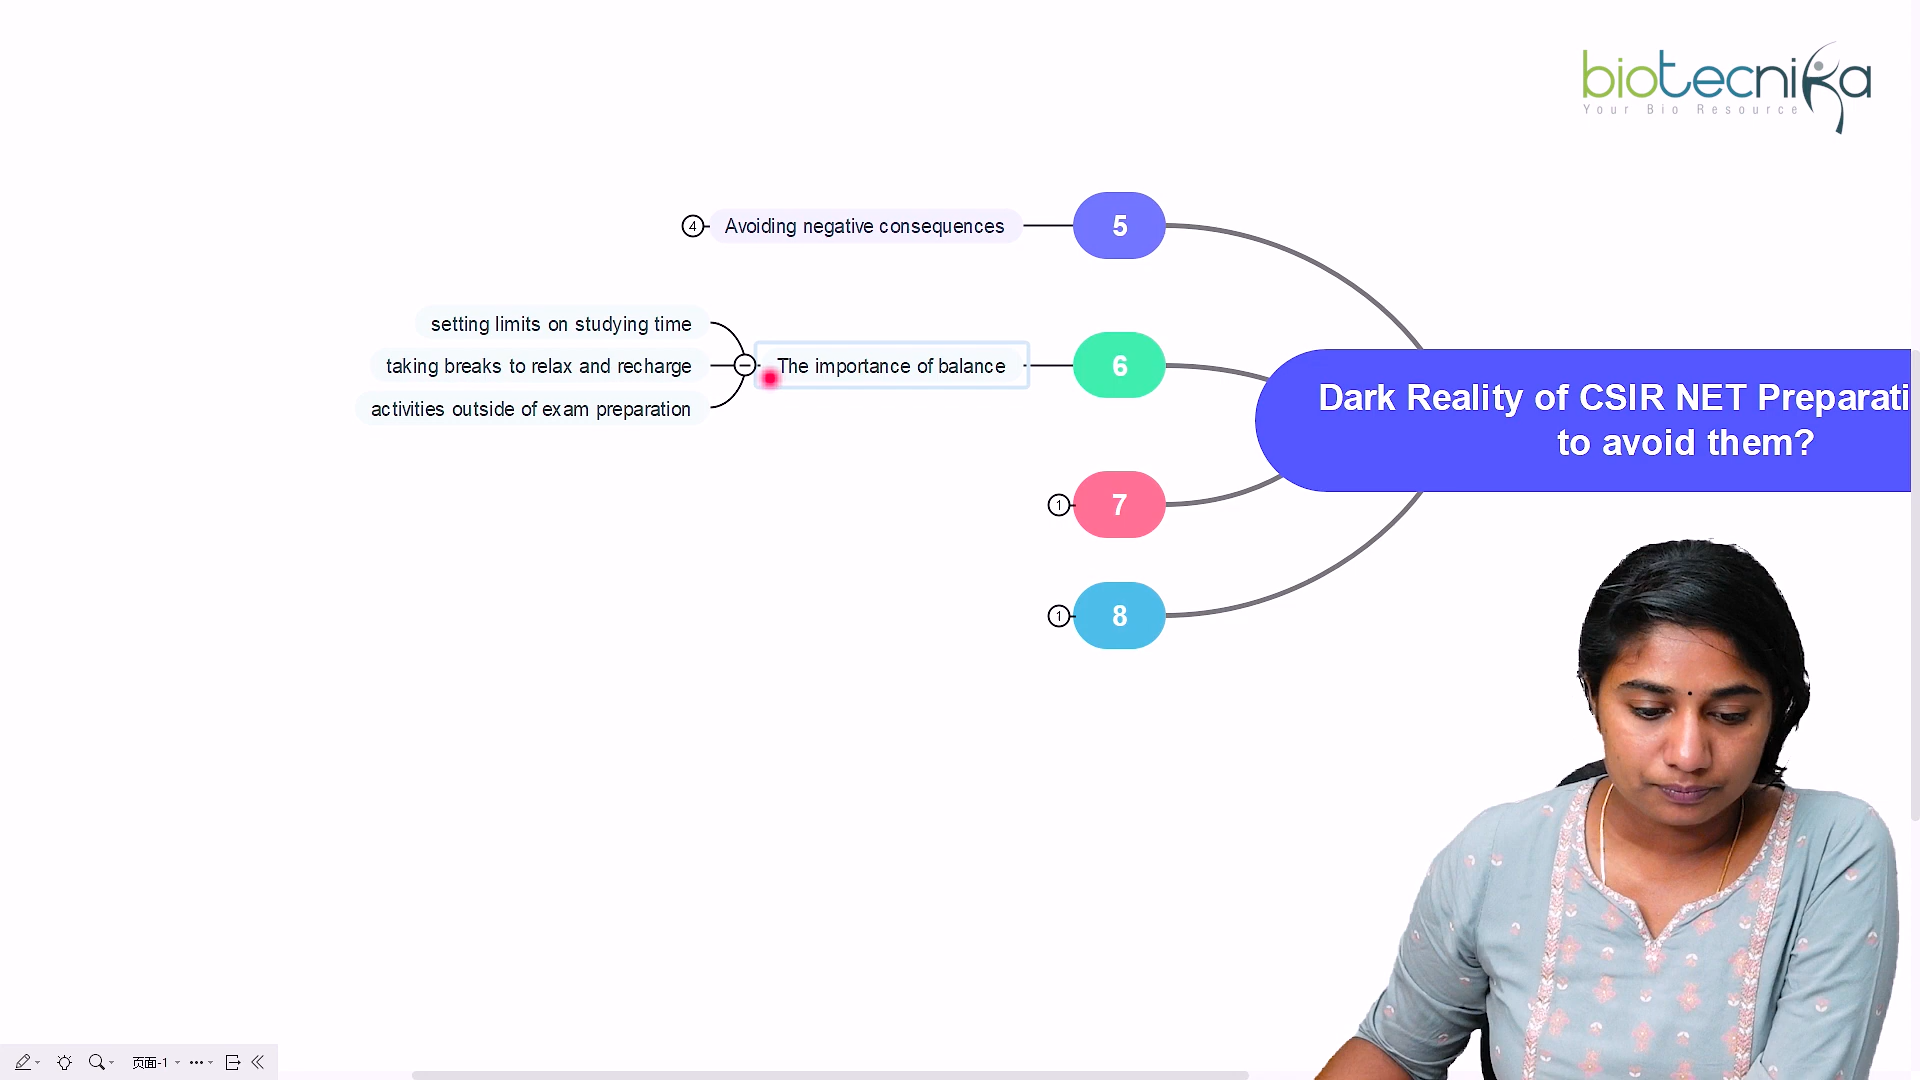 biotecnika
Your Bio Resource
4
Avoiding negative consequences
5
setting limits on studying time
taking breaks to relax and recharge
activities outside of exam preparation
The importance of balance
6
Dark Reality of CSIR NET Preparati
to avoid them?
1
7
1
8
页面-1